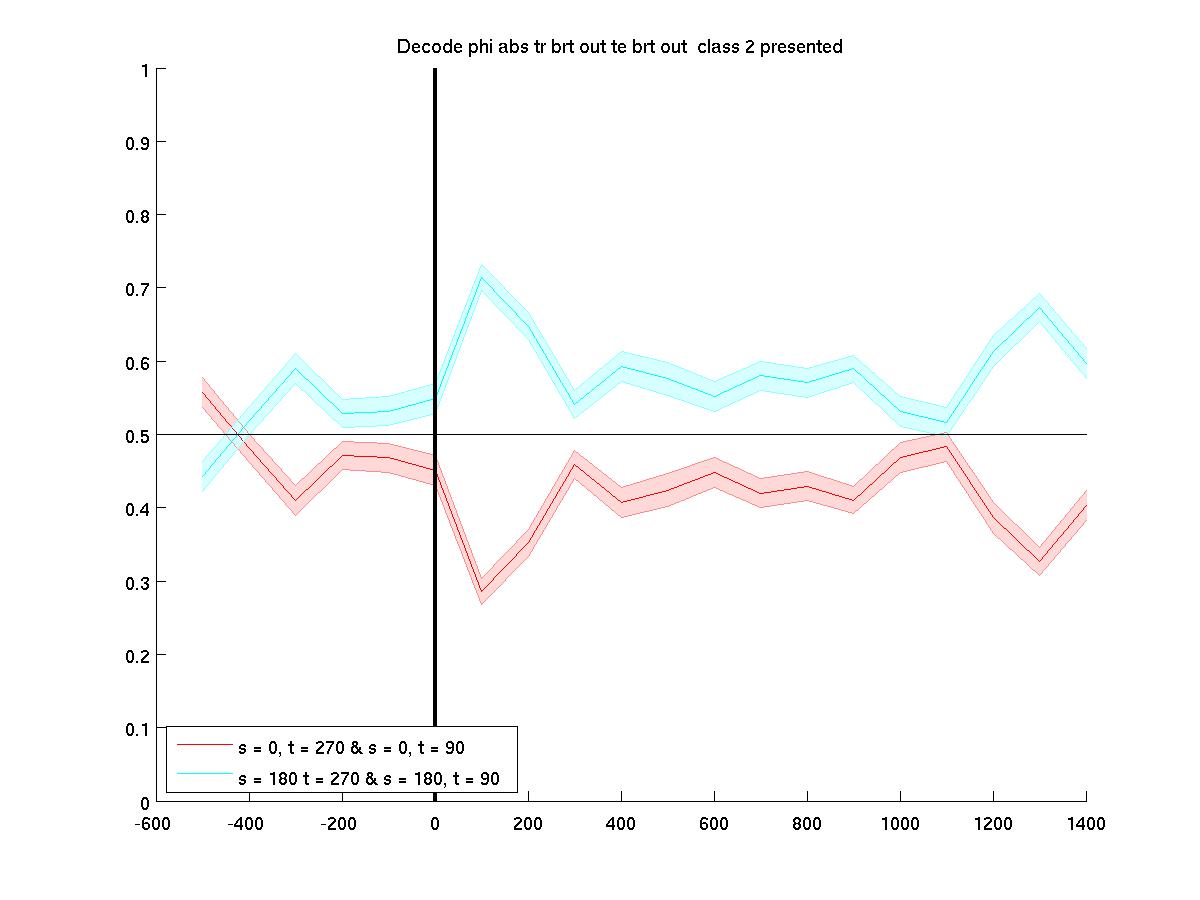 Decode phi abs tr brt out te brt out  class 2 presented
1
0.9
0.8
0.7
0.6
0.5
0.4
0.3
0.2
0.1
0
s = 0, t = 270 & s = 0, t = 90
s = 180 t = 270 & s = 180, t = 90
-600 -400 -200 0 200 400 600 800 1000 1200 1400